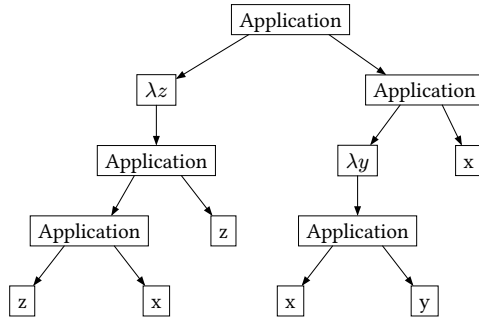 Application
λz
Application
Application
λy
x
Application
Application
z
z
x
x
y